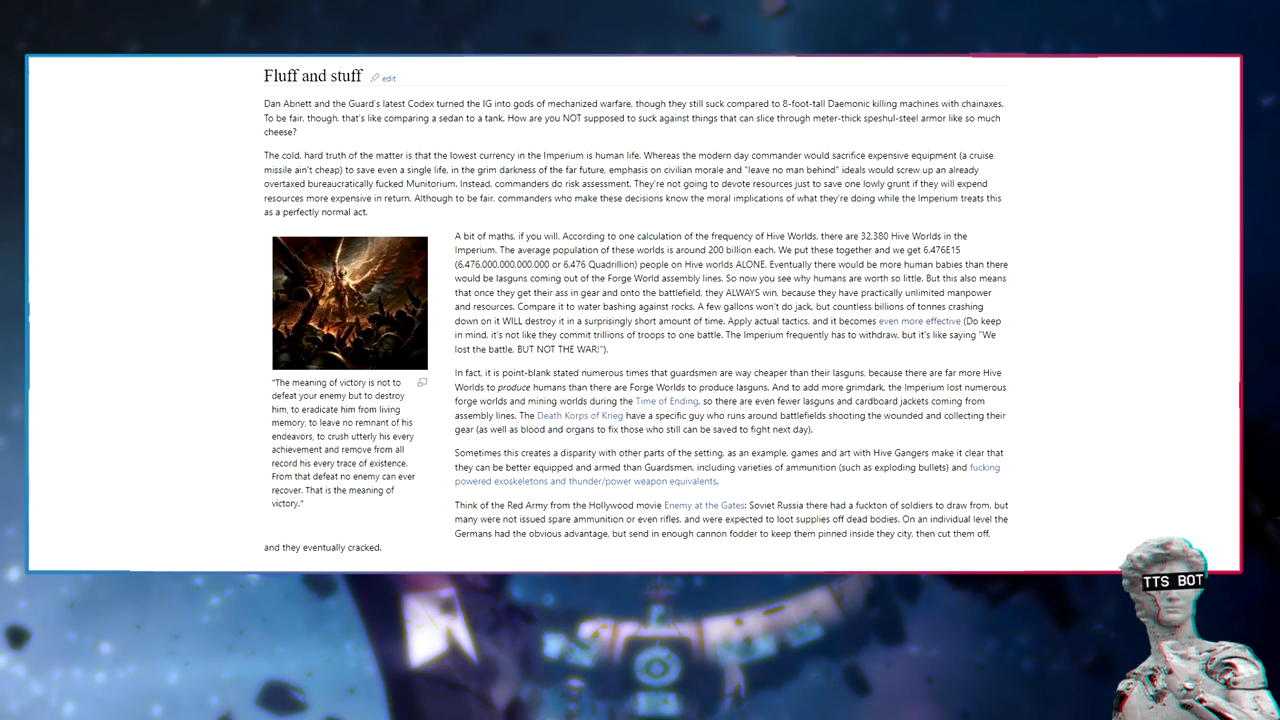 Fluff and stuff edit
Dan Abnett and the Guard's latest Codex turned the IG into gods of mechanized warfare, though they still suck compared to 8-foot-tall Daemonic killing machines with chainaxes.
To be fair, though, that's like comparing a sedan to a tank. How are you NOT supposed to suck against things that can slice through meter-thick speshul-steel armor like so much
cheese?
The cold, hard truth of the matter is that the lowest currency in the Imperium is human life. Whereas the modern day commander would sacrifice expensive equipment (a cruise
missile ain't cheap) to save even a single life, in the grim darkness of the far future, emphasis on civilian morale and "leave no man behind" ideals would screw up an already
overtaxed bureaucratically fucked Munitorium. Instead, commanders do risk assessment. They're not going to devote resources just to save one lowly grunt if they will expend
resources more expensive in return. Although to be fair, commanders who make these decisions know the moral implications of what they're doing while the Imperium treats this
as a perfectly normal act.
"The meaning of victory is not to
defeat your enemy but to destroy
him, to eradicate him from living
memory, to leave no remnant of his
endeavors, to crush utterly his every
achievement and remove from all
record his every trace of existence.
From that defeat no enemy can ever
recover. That is the meaning of
victory."
A bit of maths, if you will. According to one calculation of the frequency of Hive Worlds, there are 32,380 Hive Worlds in the
Imperium. The average population of these worlds is around 200 billion each. We put these together and we get 6.476E15
(6,476,000,000,000,000 or 6.476 Quadrillion) people on Hive worlds ALONE. Eventually there would be more human babies than there
would be lasguns coming out of the Forge World assembly lines. So now you see why humans are worth so little. But this also means
that once they get their ass in gear and onto the battlefield, they ALWAYS win, because they have practically unlimited manpower
and resources. Compare it to water bashing against rocks. A few gallons won't do jack, but countless billions of tonnes crashing
down on it WILL destroy it in a surprisingly short amount of time. Apply actual tactics, and it becomes even more effective (Do keep
in mind, it's not like they commit trillions of troops to one battle. The Imperium frequently has to withdraw, but it's like saying "We
lost the battle, BUT NOT THE WAR!").
In fact, it is point-blank stated numerous times that guardsmen are way cheaper than their lasguns, because there are far more Hive
Worlds to produce humans than there are Forge Worlds to produce lasguns. And to add more grimdark, the Imperium lost numerous
forge worlds and mining worlds during the Time of Ending, so there are even fewer lasguns and cardboard jackets coming from
assembly lines. The Death Korps of Krieg have a specific guy who runs around battlefields shooting the wounded and collecting their
gear (as well as blood and organs to fix those who still can be saved to fight next day).
Sometimes this creates a disparity with other parts of the setting, as an example, games and art with Hive Gangers make it clear that
they can be better equipped and armed than Guardsmen, including varieties of ammunition (such as exploding bullets) and fucking
powered exoskeletons and thunder/power weapon equivalents.
Think of the Red Army from the Hollywood movie Enemy at the Gates: Soviet Russia there had a fuckton of soldiers to draw from, but
many were not issued spare ammunition or even rifles, and were expected to loot supplies off dead bodies. On an individual level the
Germans had the obvious advantage, but send in enough cannon fodder to keep them pinned inside they city, then cut them off,
and they eventually cracked.
TTS BOT